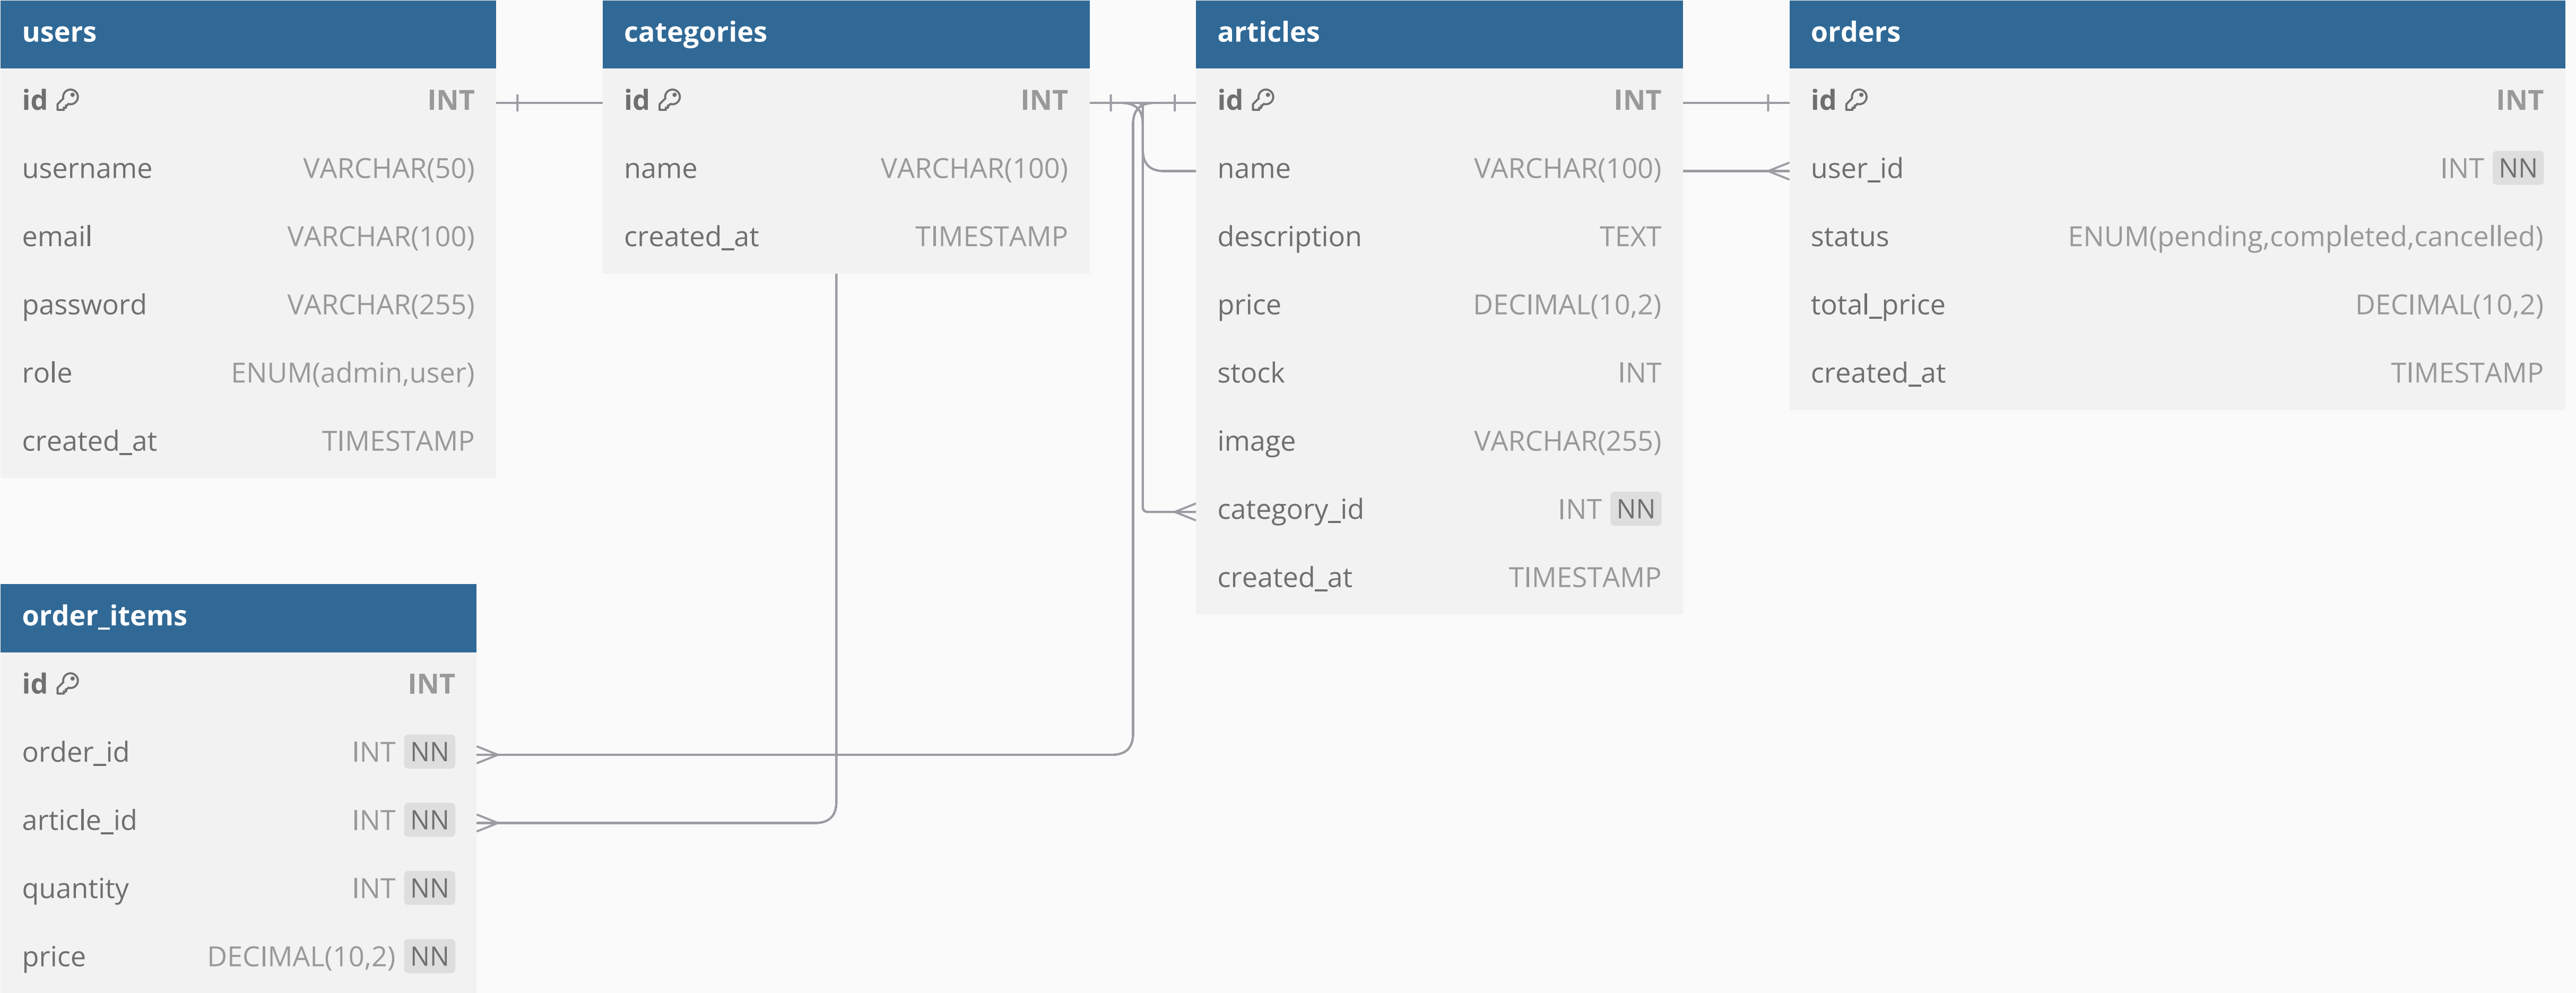 users
id INT
username VARCHAR(50)
email VARCHAR(100)
password VARCHAR(255)
role ENUM(admin,user)
created_at TIMESTAMP
categories
id INT
name VARCHAR(100)
created_at TIMESTAMP
articles
id INT
name VARCHAR(100)
description TEXT
price DECIMAL(10,2)
stock INT
image VARCHAR(255)
category_id INT NN
created_at TIMESTAMP
orders
id INT
user_id INT NN
status ENUM(pending,completed,cancelled)
total_price DECIMAL(10,2)
created_at TIMESTAMP
order_items
id INT
order_id INT NN
article_id INT NN
quantity INT NN
price DECIMAL(10,2) NN